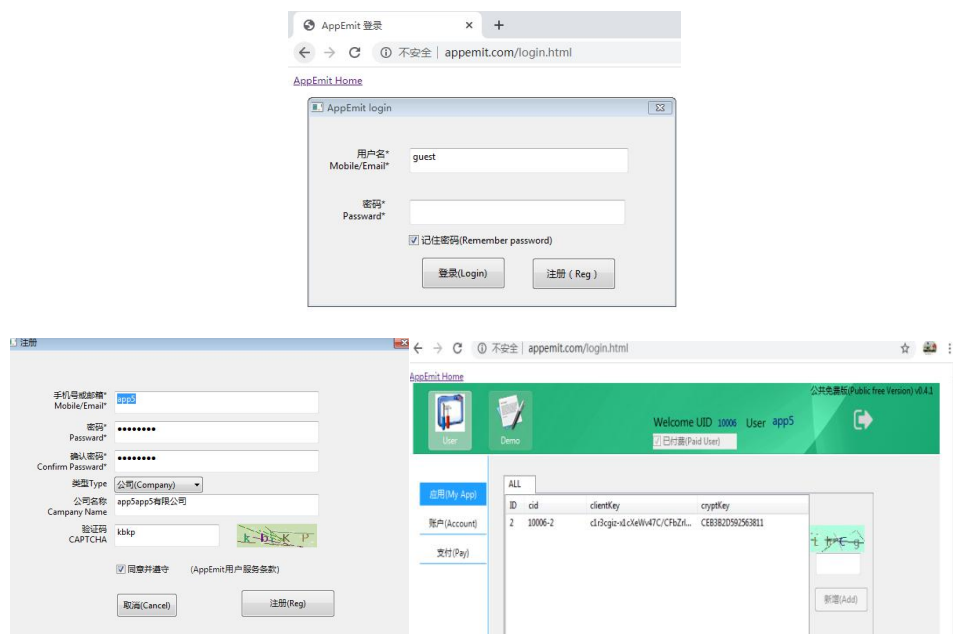 AppEmit 登录
不安全 | appemit.com/login.html
AppEmit Home
AppEmit login
用户名*
Mobile/Email*
guest
密码*
Password*
记住密码(Remember password)
登录(Login)
注册 ( Reg )
注册
手机号或邮箱*
Mobile/Email*
app5
密码*
Password*
确认密码*
Confirm Password*
类型Type
公司(Company)
公司名称
Campany Name
app5app5有限公司
验证码
CAPTCHA
kbkp
k b K P
同意并遵守 (AppEmit用户服务条款)
取消(Cancel)
注册(Reg)
不安全 | appemit.com/login.html
AppEmit Home
公共免费版(Public free Version) v0.4.1
User
Demo
Welcome UID 10006 User app5
已付费(Paid User)
应用(My App)
账户(Account)
支付(Pay)
ALL
ID cid clientKey cryptKey
2 10006-2 c1r3cgiz-x1cXeWv47C/CFbZrl... CEB3B2D592563811
新增(Add)